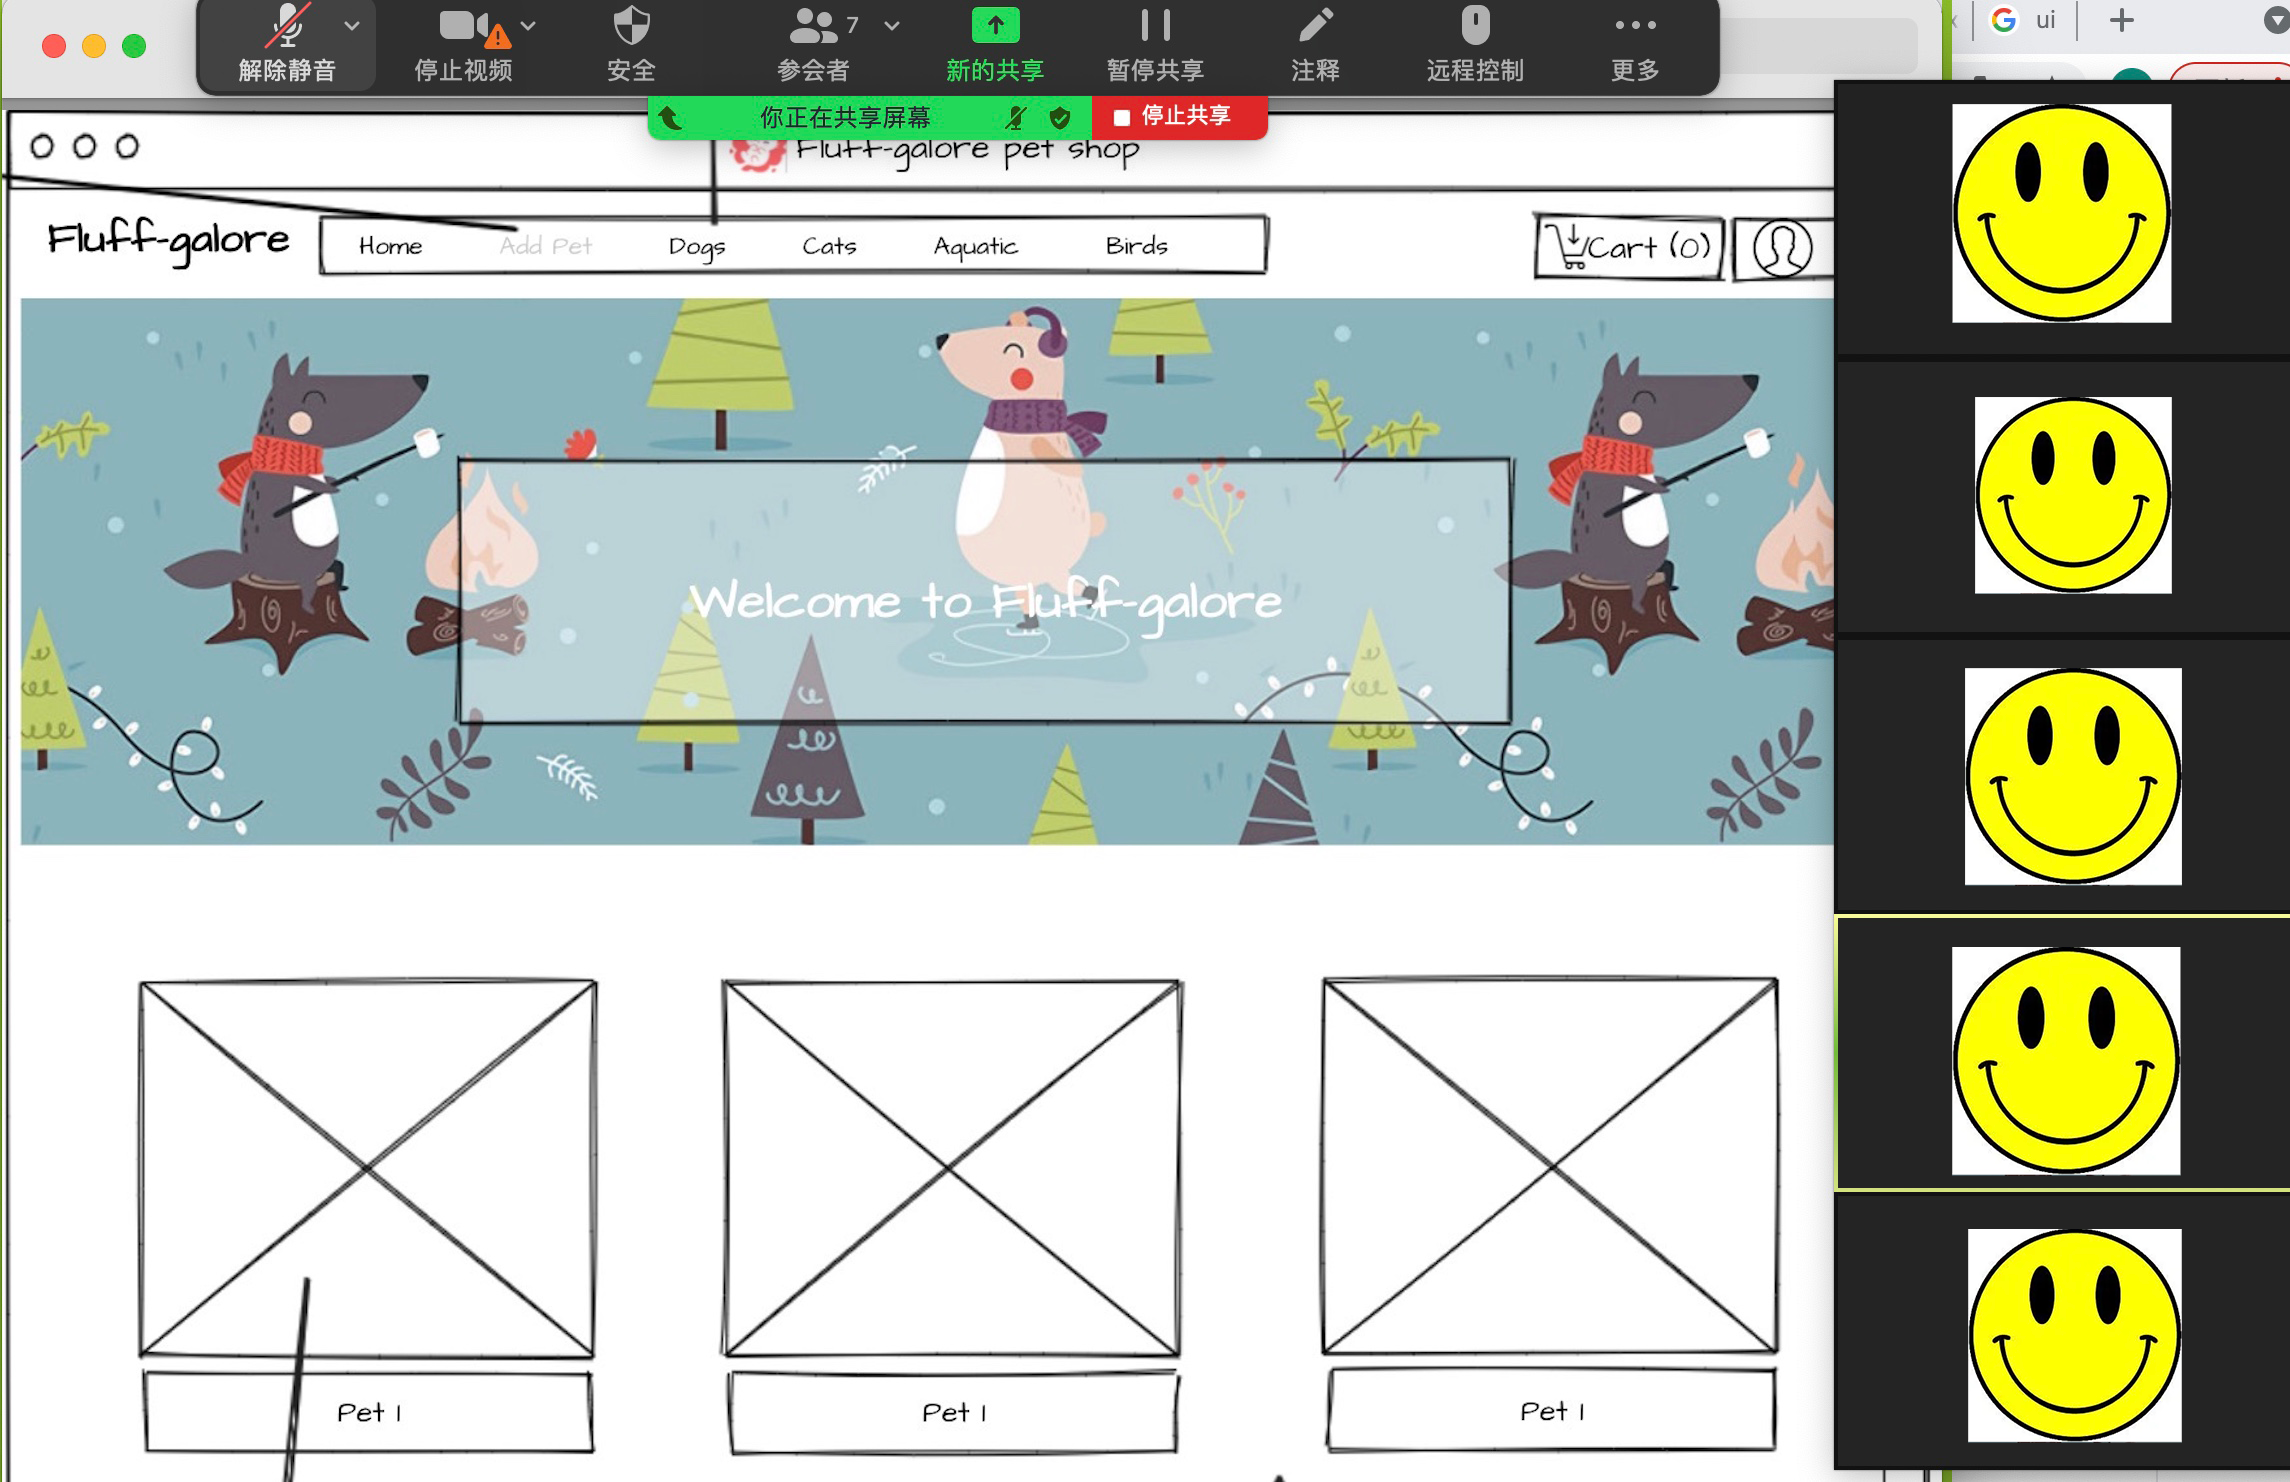 ui
7
解除静音 停止视频 安全 参会者 新的共享 暂停共享 注释 远程控制 更多
你正在共享屏幕 停止共享
Fluff-galore pet shop
Fluff-galore Home Add Pet Dogs Cats Aquatic Birds Cart (0)
Welcome to Fluff-galore
Pet 1 Pet 1 Pet 1